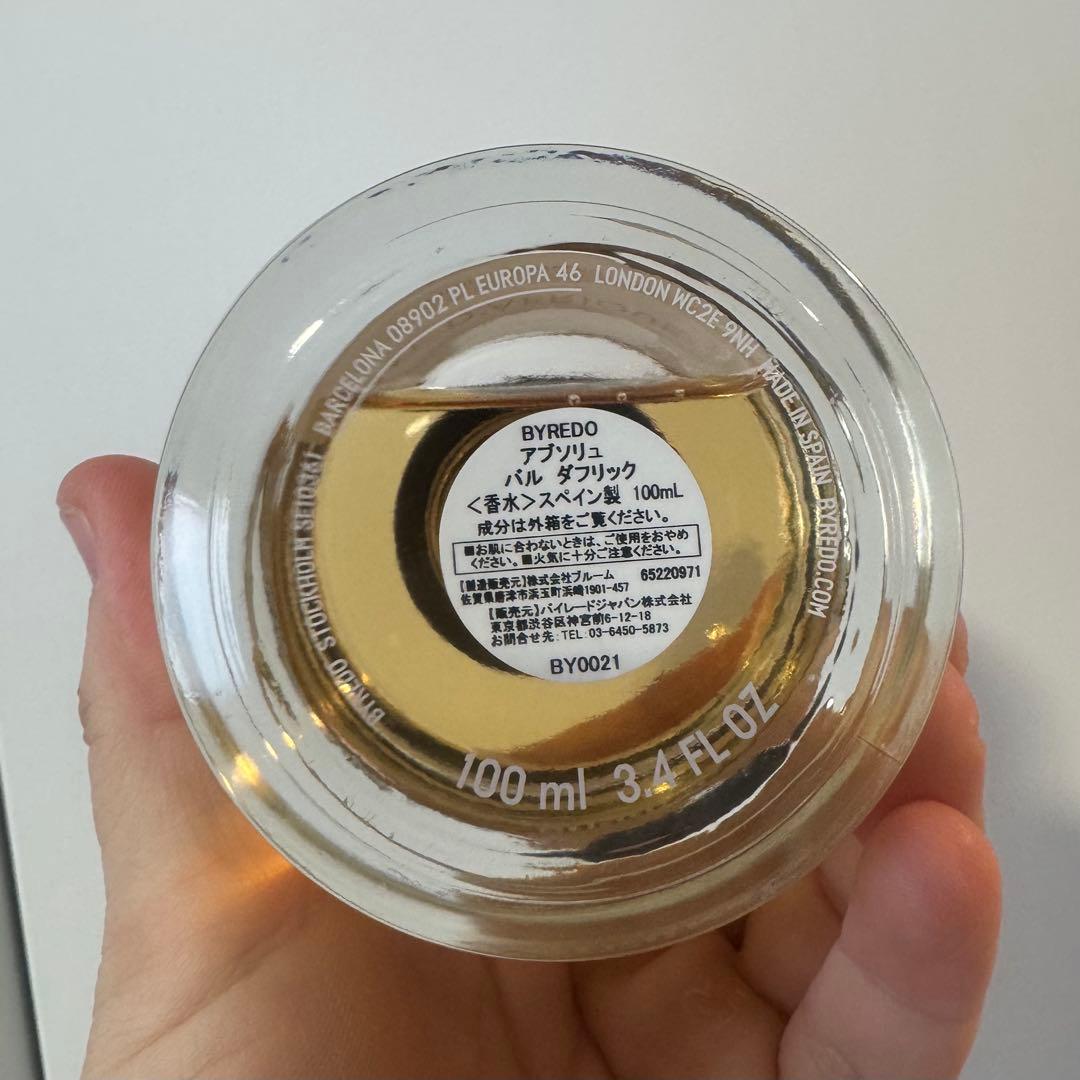 BYREDO STOCKHOLM SE10361 BARCELONA 08902 PL EUROPA 46 LONDON WC2E 9NH MADE IN SPAIN BYREDO.COM
BYREDO
アブソリュ
バル ダフリック
<香水>スペイン製 100mL
成分は外箱をご覧ください。
■お肌に合わないときは、ご使用をおやめ
ください。■火気に十分ご注意ください。
【製造販売元】株式会社ブルーム 65220971
佐賀県唐津市浜玉町浜崎1901-457
【販売元】バイレードジャパン株式会社
東京都渋谷区神宮前6-12-18
お問合せ先:TEL:03-6450-5873
BY0021
100 ml 3.4 FL OZ